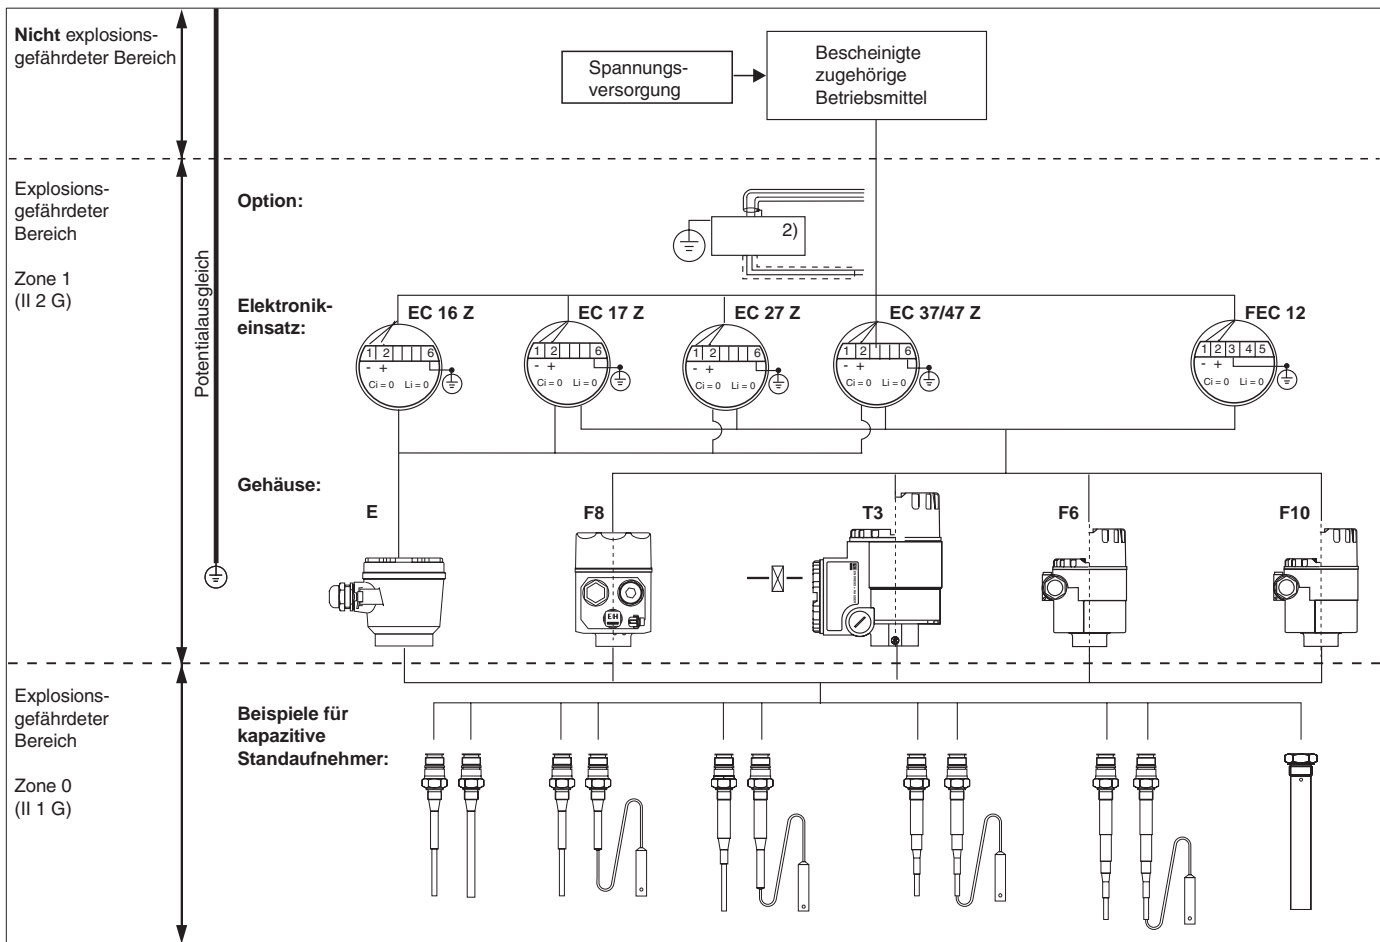 Nicht explosions-
gefährdeter Bereich
Spannungs-
versorgung
Bescheinigte
zugehörige
Betriebsmittel
Explosions-
gefährdeter
Bereich
Zone 1
(II 2 G)
Potentialausgleich
Option:
2)
Elektronik-
einsatz:
EC 16 Z
EC 17 Z
EC 27 Z
EC 37/47 Z
FEC 12
1 2 6
- +
Ci = 0 Li = 0
1 2 6
- +
Ci = 0 Li = 0
1 2 6
- +
Ci = 0 Li = 0
1 2 6
- +
Ci = 0 Li = 0
1 2 3 4 5
- +
Ci = 0 Li = 0
Gehäuse:
E
F8
T3
F6
F10
E+H
Explosions-
gefährdeter
Bereich
Zone 0
(II 1 G)
Beispiele für
kapazitive
Standaufnehmer: